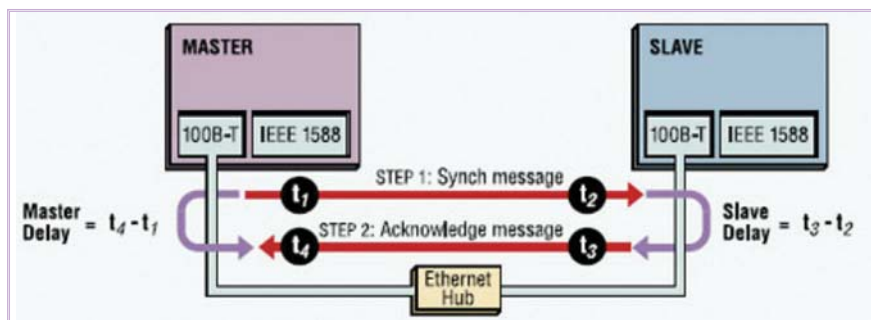 MASTER
SLAVE
100B-T
IEEE 1588
100B-T
IEEE 1588
STEP 1: Synch message
t1
t2
Master
Delay = t4 - t1
Slave
Delay = t3 - t2
STEP 2: Acknowledge message
t4
t3
Ethernet
Hub